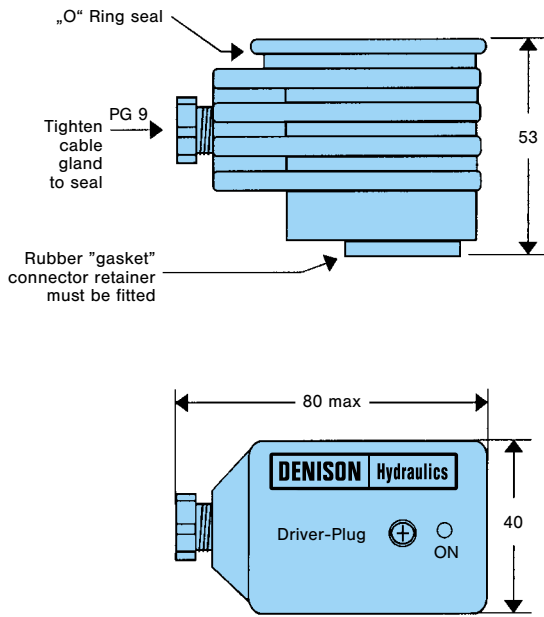 „O“ Ring seal
PG 9
Tighten
cable
gland
to seal
53
Rubber ”gasket”
connector retainer
must be fitted
80 max
DENISON Hydraulics
Driver-Plug
ON
40